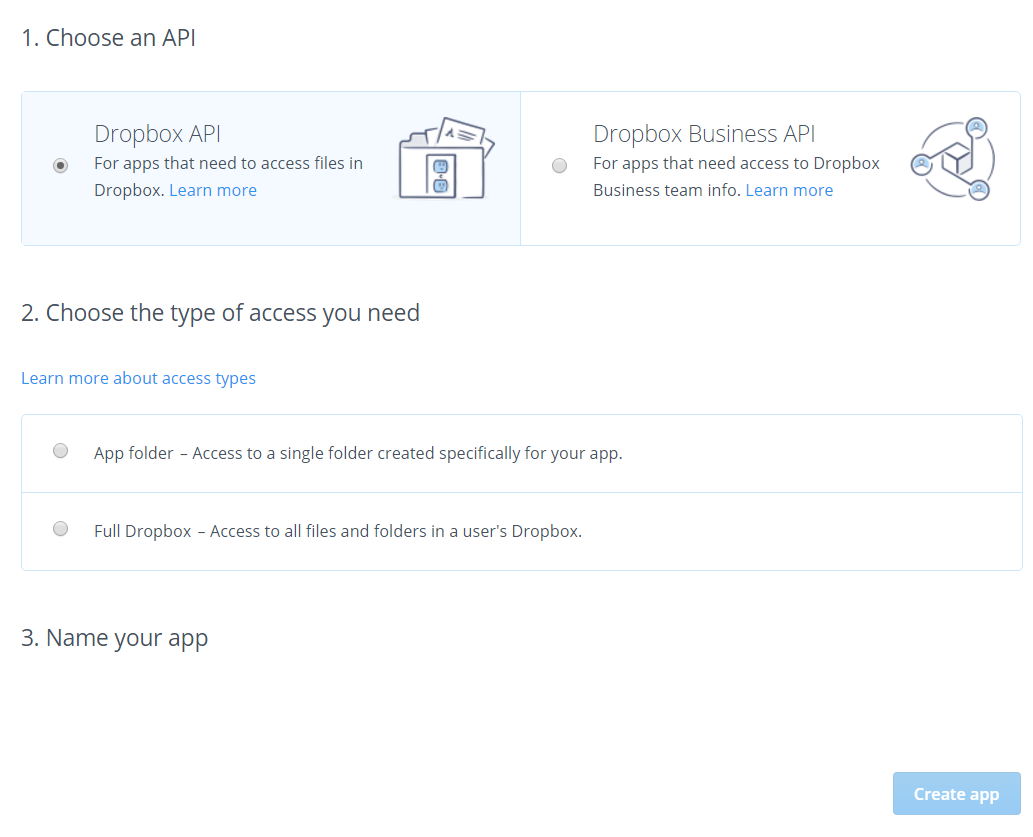 1. Choose an API
Dropbox API
For apps that need to access files in
Dropbox. Learn more
Dropbox Business API
For apps that need access to Dropbox
Business team info. Learn more
2. Choose the type of access you need
Learn more about access types
App folder – Access to a single folder created specifically for your app.
Full Dropbox – Access to all files and folders in a user's Dropbox.
3. Name your app
Create app